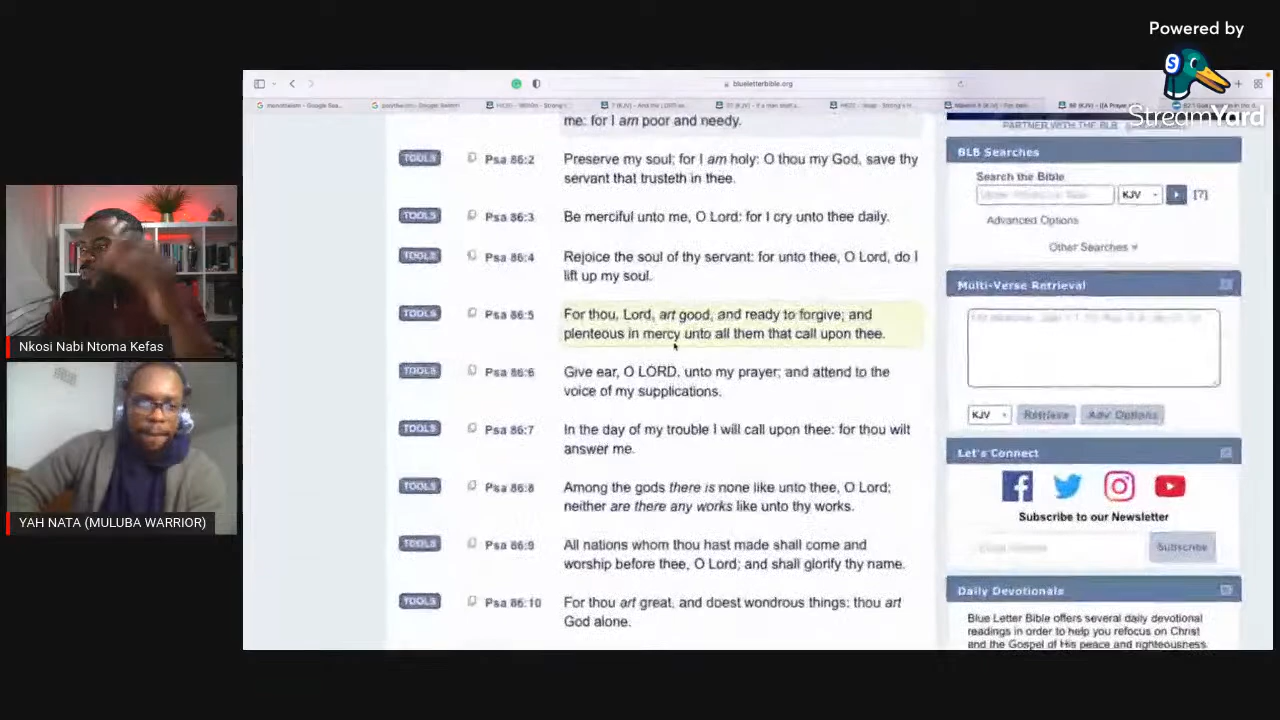 Powered by
StreamYard
blueletterbible.org
me: for I am poor and needy.
TOOLS Psa 86:2 Preserve my soul; for I am holy: O thou my God, save thy
servant that trusteth in thee.
TOOLS Psa 86:3 Be merciful unto me, O Lord: for I cry unto thee daily.
TOOLS Psa 86:4 Rejoice the soul of thy servant: for unto thee, O Lord, do I
lift up my soul.
TOOLS Psa 86:5 For thou, Lord, art good, and ready to forgive; and
plenteous in mercy unto all them that call upon thee.
TOOLS Psa 86:6 Give ear, O LORD, unto my prayer; and attend to the
voice of my supplications.
TOOLS Psa 86:7 In the day of my trouble I will call upon thee: for thou wilt
answer me.
TOOLS Psa 86:8 Among the gods there is none like unto thee, O Lord;
neither are there any works like unto thy works.
TOOLS Psa 86:9 All nations whom thou hast made shall come and
worship before thee, O Lord; and shall glorify thy name.
TOOLS Psa 86:10 For thou art great, and doest wondrous things: thou art
God alone.
PARTNER WITH THE BLB
BLB Searches
Search the Bible
KJV [?]
Advanced Options
Other Searches
Multi-Verse Retrieval
KJV Retrieve Adv Options
Let's Connect
Subscribe to our Newsletter
Email Address Subscribe
Daily Devotionals
Blue Letter Bible offers several daily devotional
readings in order to help you refocus on Christ
and the Gospel of His peace and righteousness
Nkosi Nabi Ntoma Kefas
YAH NATA (MULUBA WARRIOR)